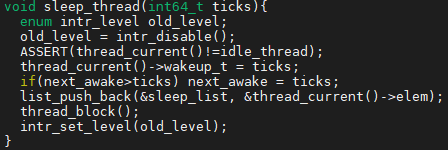 void sleep_thread(int64_t ticks){
  enum intr_level old_level;
  old_level = intr_disable();
  ASSERT(thread_current()!=idle_thread);
  thread_current()->wakeup_t = ticks;
  if(next_awake>ticks) next_awake = ticks;
  list_push_back(&sleep_list, &thread_current()->elem);
  thread_block();
  intr_set_level(old_level);
}